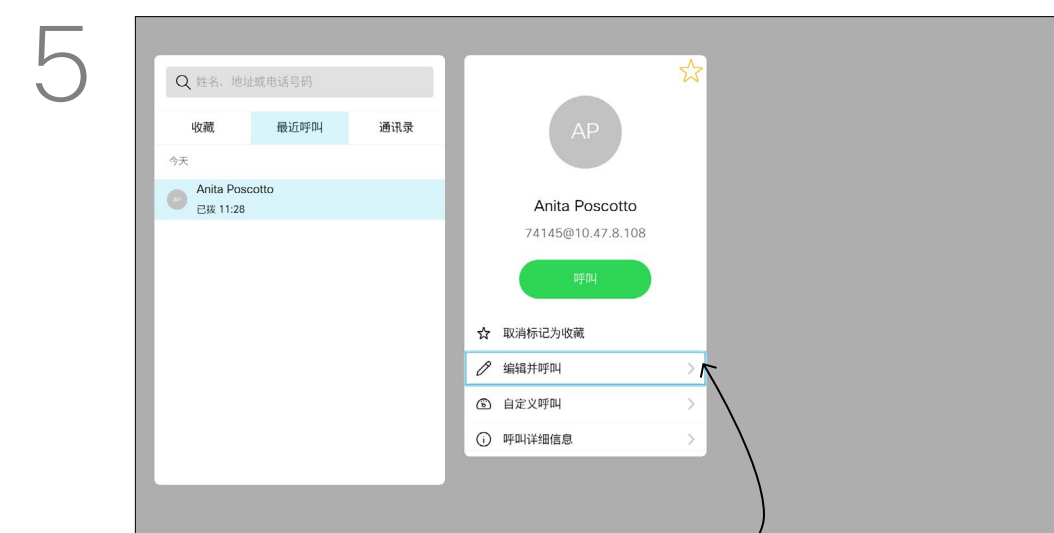 5
姓名、地址或电话号码
收藏 最近呼叫 通讯录
今天
AP
Anita Poscotto
已拨 11:28
AP
Anita Poscotto
74145@10.47.8.108
呼叫
取消标记为收藏
编辑并呼叫
自定义呼叫
呼叫详细信息